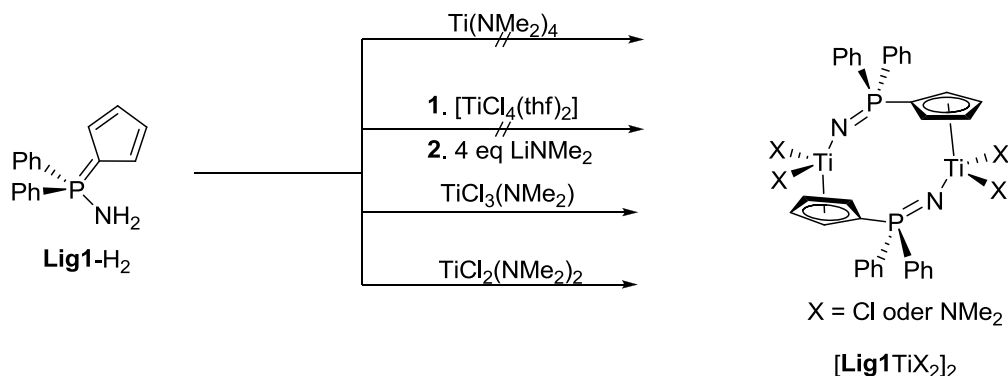 Ph
Ph
P
NH2
Lig1-H2
Ti(NMe2)4
1. [TiCl4(thf)2]
2. 4 eq LiNMe2
TiCl3(NMe2)
TiCl2(NMe2)2
Ph Ph
P
N
X
X Ti
Ti X
X
P N
Ph Ph
X = Cl oder NMe2
[Lig1TiX2]2